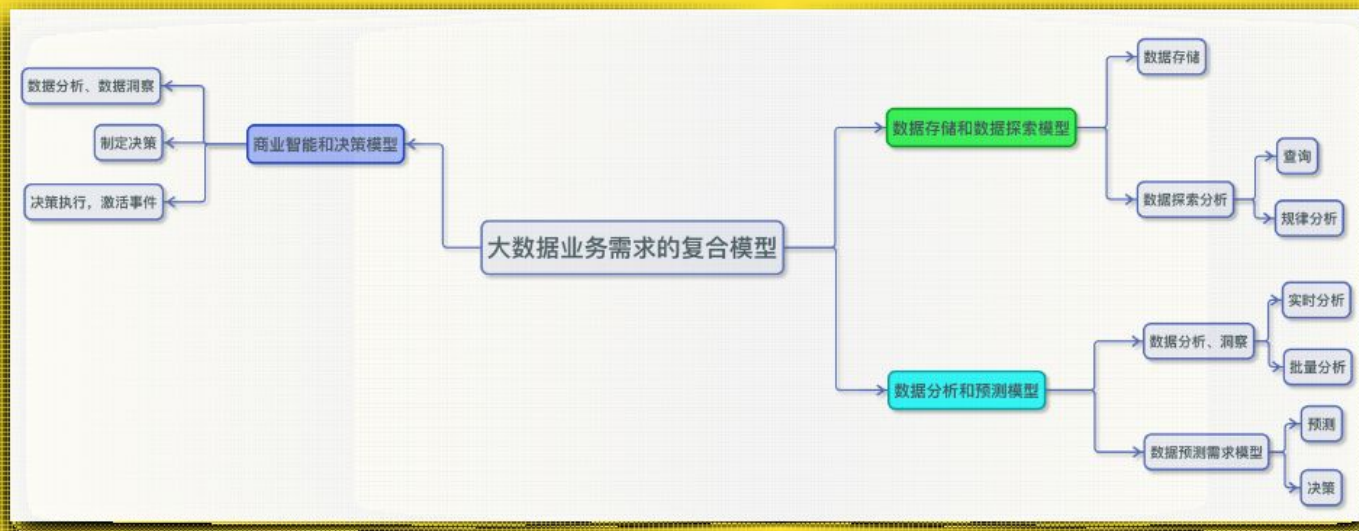 大数据业务需求的复合模型
数据存储和数据探索模型
数据存储
数据探索分析
查询
规律分析
数据分析和预测模型
数据分析、洞察
实时分析
批量分析
数据预测需求模型
预测
决策
商业智能和决策模型
数据分析、数据洞察
制定决策
决策执行，激活事件